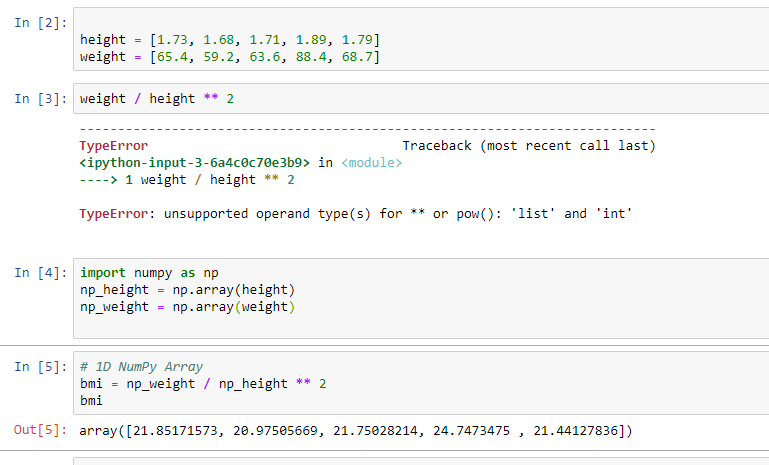 In [2]:
height = [1.73, 1.68, 1.71, 1.89, 1.79]
weight = [65.4, 59.2, 63.6, 88.4, 68.7]
In [3]: weight / height ** 2
---------------------------------------------------------------------------
TypeError                                 Traceback (most recent call last)
<ipython-input-3-6a4c0c70e3b9> in <module>
----> 1 weight / height ** 2
TypeError: unsupported operand type(s) for ** or pow(): 'list' and 'int'
In [4]: import numpy as np
np_height = np.array(height)
np_weight = np.array(weight)
In [5]: # 1D NumPy Array
bmi = np_weight / np_height ** 2
bmi
Out[5]: array([21.85171573, 20.97505669, 21.75028214, 24.7473475 , 21.44127836])